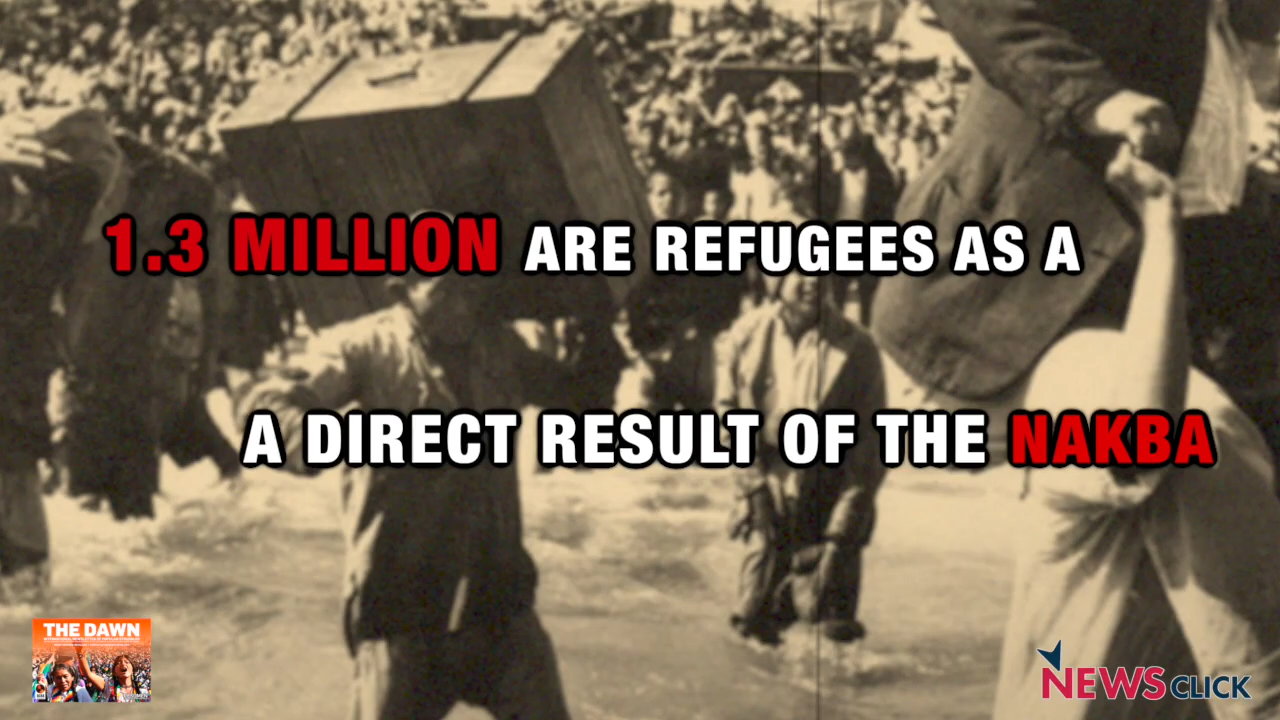 1.3 MILLION ARE REFUGEES AS A
A DIRECT RESULT OF THE NAKBA
THE DAWN
NEWSCLICK